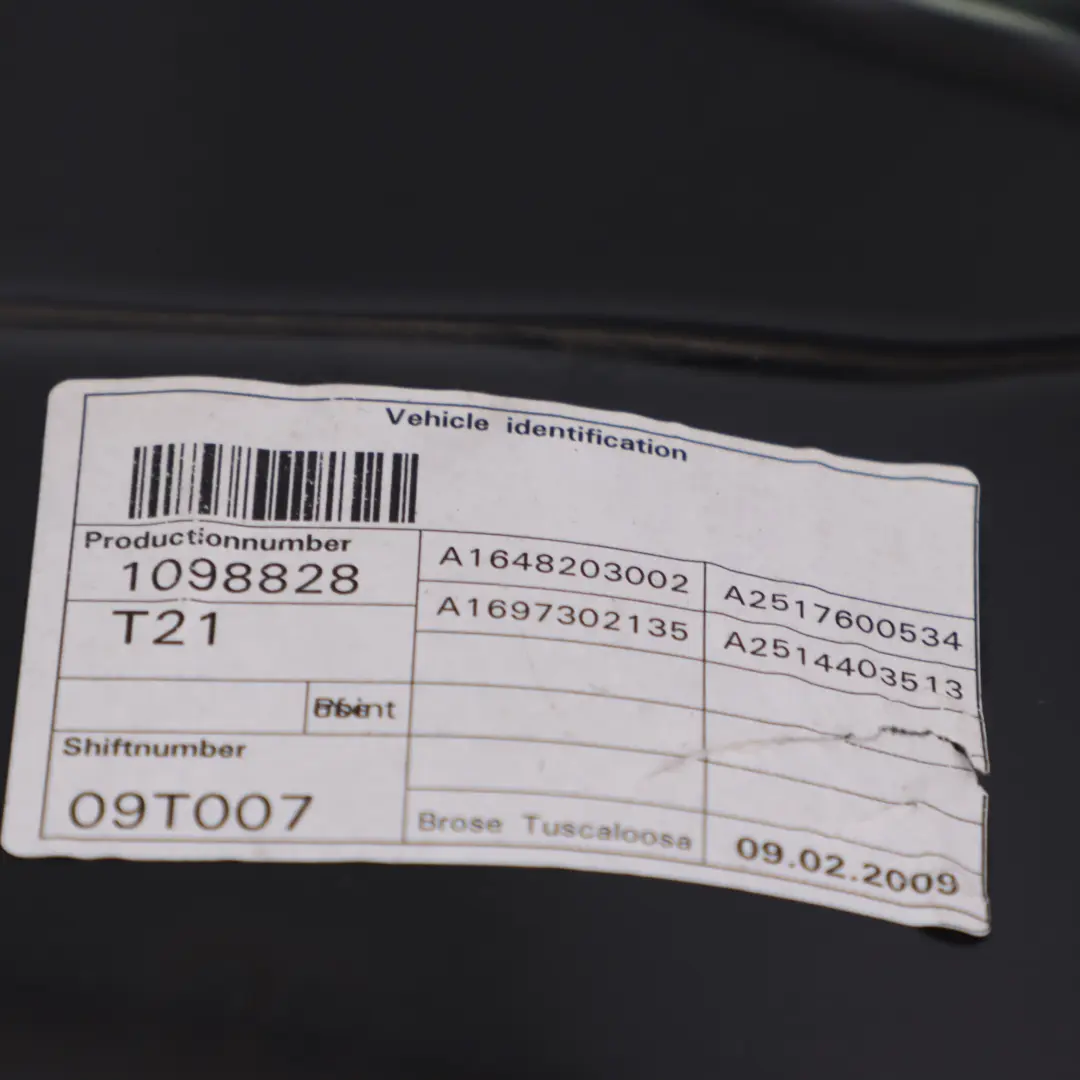 Vehicle identification
Productionnumber
1098828
T21
Shiftnumber
09T007
A1648203002
A1697302135
A2517600534
A2514403513
Brose Tuscaloosa
09.02.2009